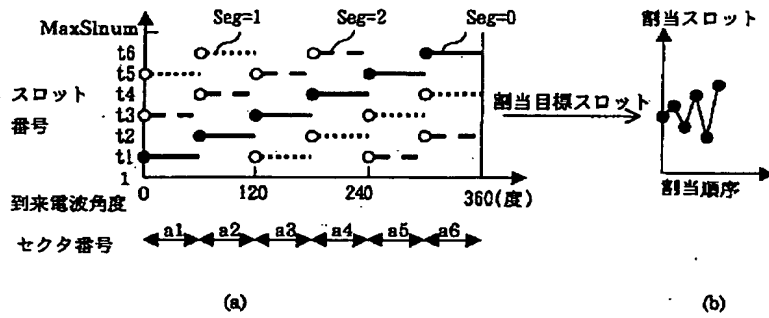 MaxSlnum
Seg=1
Seg=2
Seg=0
割当スロット
t6
t5
t4
t3
t2
t1
1
スロット
番号
割当目標スロット
0
120
240
360(度)
到来電波角度
割当順序
セクタ番号
a1
a2
a3
a4
a5
a6
(a)
(b)